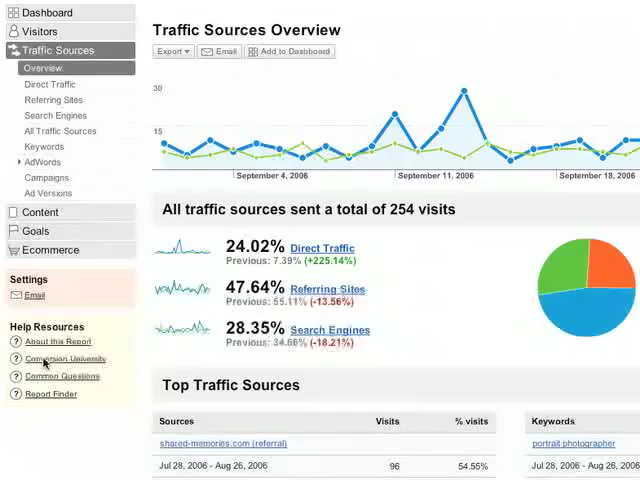 Dashboard
Visitors
Traffic Sources
Overview
Direct Traffic
Referring Sites
Search Engines
All Traffic Sources
Keywords
AdWords
Campaigns
Ad Versions
Content
Goals
Ecommerce
Settings
Email
Help Resources
? About this Report
? Conversion University
? Common Questions
? Report Finder
Traffic Sources Overview
Export Email Add to Dashboard
30
15
September 4, 2006 September 11, 2006 September 18, 2006
All traffic sources sent a total of 254 visits
24.02% Direct Traffic
Previous: 7.39% (+225.14%)
47.64% Referring Sites
Previous: 55.11% (-13.56%)
28.35% Search Engines
Previous: 34.66% (-18.21%)
Top Traffic Sources
Sources Visits % visits Keywords
shared-memories.com (referral) portrait photographer
Jul 28, 2006 - Aug 26, 2006 96 54.55% Jul 28, 2006 - Aug